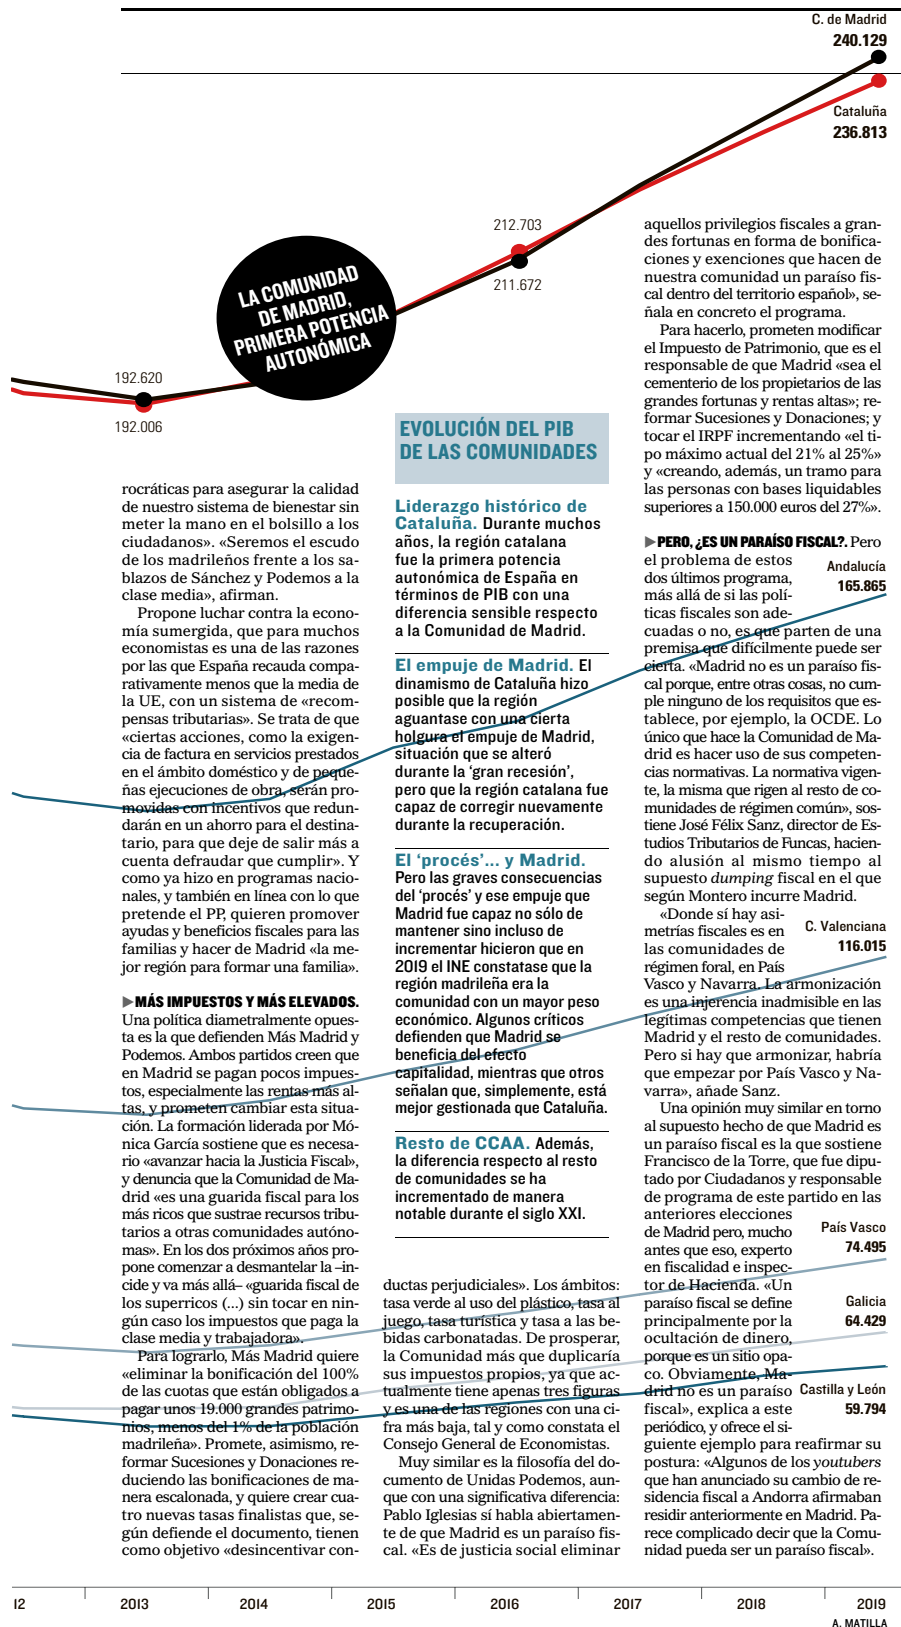 C. de Madrid
240.129
Cataluña
236.813
212.703
211.672
LA COMUNIDAD
DE MADRID,
PRIMERA POTENCIA
AUTONÓMICA
192.620
192.006
rocráticas para asegurar la calidad
de nuestro sistema de bienestar sin
meter la mano en el bolsillo a los
ciudadanos». «Seremos el escudo
de los madrileños frente a los sa-
blazos de Sánchez y Podemos a la
clase media», afirman.
Propone luchar contra la econo-
mía sumergida, que para muchos
economistas es una de las razones
por las que España recauda compa-
rativamente menos que la media de
la UE, con un sistema de «recom-
pensas tributarias». Se trata de que
«ciertas acciones, como la exigen-
cia de factura en servicios prestados
en el ámbito doméstico y de peque-
ñas ejecuciones de obra, serán pro-
movidas con incentivos que redun-
darán en un ahorro para el destina-
tario, para que deje de salir más a
cuenta defraudar que cumplir». Y
como ya hizo en programas nacio-
nales, y también en línea con lo que
pretende el PP, quieren promover
ayudas y beneficios fiscales para las
familias y hacer de Madrid «la me-
jor región para formar una familia».
▶MÁS IMPUESTOS Y MÁS ELEVADOS.
Una política diametralmente opues-
ta es la que defienden Más Madrid y
Podemos. Ambos partidos creen que
en Madrid se pagan pocos impues-
tos, especialmente las rentas más al-
tas, y prometen cambiar esta situa-
ción. La formación liderada por Mó-
nica García sostiene que es necesa-
rio «avanzar hacia la Justicia Fiscal»,
y denuncia que la Comunidad de Ma-
drid «es una guarida fiscal para los
más ricos que sustrae recursos tribu-
tarios a otras comunidades autóno-
mas». En los dos próximos años pro-
pone comenzar a desmantelar la –in-
cide y va más allá– «guarida fiscal de
los superricos (...) sin tocar en nin-
gún caso los impuestos que paga la
clase media y trabajadora».
Para lograrlo, Más Madrid quiere
«eliminar la bonificación del 100%
de las cuotas que están obligados a
pagar unos 19.000 grandes patrimo-
nios, menos del 1% de la población
madrileña». Promete, asimismo, re-
formar Sucesiones y Donaciones re-
duciendo las bonificaciones de ma-
nera escalonada, y quiere crear cua-
tro nuevas tasas finalistas que, se-
gún defiende el documento, tienen
como objetivo «desincentivar con-
EVOLUCIÓN DEL PIB
DE LAS COMUNIDADES
Liderazgo histórico de
Cataluña. Durante muchos
años, la región catalana
fue la primera potencia
autonómica de España en
términos de PIB con una
diferencia sensible respecto
a la Comunidad de Madrid.
El empuje de Madrid. El
dinamismo de Cataluña hizo
posible que la región
aguantase con una cierta
holgura el empuje de Madrid,
situación que se alteró
durante la 'gran recesión',
pero que la región catalana fue
capaz de corregir nuevamente
durante la recuperación.
El 'procés'... y Madrid.
Pero las graves consecuencias
del 'procés' y ese empuje que
Madrid fue capaz no sólo de
mantener sino incluso de
incrementar hicieron que en
2019 el INE constatase que la
región madrileña era la
comunidad con un mayor peso
económico. Algunos críticos
defienden que Madrid se
beneficia del efecto
capitalidad, mientras que otros
señalan que, simplemente, está
mejor gestionada que Cataluña.
Resto de CCAA. Además,
la diferencia respecto al resto
de comunidades se ha
incrementado de manera
notable durante el siglo XXI.
ductas perjudiciales». Los ámbitos:
tasa verde al uso del plástico, tasa al
juego, tasa turística y tasa a las be-
bidas carbonatadas. De prosperar,
la Comunidad más que duplicaría
sus impuestos propios, ya que ac-
tualmente tiene apenas tres figuras
y es una de las regiones con una ci-
fra más baja, tal y como constata el
Consejo General de Economistas.
Muy similar es la filosofía del do-
cumento de Unidas Podemos, aun-
que con una significativa diferencia:
Pablo Iglesias sí habla abiertamen-
te de que Madrid es un paraíso fis-
cal. «Es de justicia social eliminar
aquellos privilegios fiscales a gran-
des fortunas en forma de bonifica-
ciones y exenciones que hacen de
nuestra comunidad un paraíso fis-
cal dentro del territorio español», se-
ñala en concreto el programa.
Para hacerlo, prometen modificar
el Impuesto de Patrimonio, que es el
responsable de que Madrid «sea el
cementerio de los propietarios de las
grandes fortunas y rentas altas»; re-
formar Sucesiones y Donaciones; y
tocar el IRPF incrementando «el ti-
po máximo actual del 21% al 25%»
y «creando, además, un tramo para
las personas con bases liquidables
superiores a 150.000 euros del 27%».
▶PERO, ¿ES UN PARAÍSO FISCAL?. Pero
el problema de estos
dos últimos programa,
más allá de si las polí-
ticas fiscales son ade-
cuadas o no, es que parten de una
premisa que difícilmente puede ser
cierta. «Madrid no es un paraíso fis-
cal porque, entre otras cosas, no cum-
ple ninguno de los requisitos que es-
tablece, por ejemplo, la OCDE. Lo
único que hace la Comunidad de Ma-
drid es hacer uso de sus competen-
cias normativas. La normativa vigen-
te, la misma que rigen al resto de co-
munidades de régimen común», sos-
tiene José Félix Sanz, director de Es-
tudios Tributarios de Funcas, hacien-
do alusión al mismo tiempo al
supuesto dumping fiscal en el que
según Montero incurre Madrid.
«Donde sí hay asi-
metrías fiscales es en
las comunidades de
régimen foral, en País
Vasco y Navarra. La armonización
es una injerencia inadmisible en las
legítimas competencias que tienen
Madrid y el resto de comunidades.
Pero si hay que armonizar, habría
que empezar por País Vasco y Na-
varra», añade Sanz.
Una opinión muy similar en torno
al supuesto hecho de que Madrid es
un paraíso fiscal es la que sostiene
Francisco de la Torre, que fue dipu-
tado por Ciudadanos y responsable
de programa de este partido en las
anteriores elecciones
de Madrid pero, mucho
antes que eso, experto
en fiscalidad e inspec-
tor de Hacienda. «Un
paraíso fiscal se define
principalmente por la
ocultación de dinero,
porque es un sitio opa-
co. Obviamente, Ma-
drid no es un paraíso
fiscal», explica a este
periódico, y ofrece el si-
guiente ejemplo para reafirmar su
postura: «Algunos de los youtubers
que han anunciado su cambio de re-
sidencia fiscal a Andorra afirmaban
residir anteriormente en Madrid. Pa-
rece complicado decir que la Comu-
nidad pueda ser un paraíso fiscal».
Andalucía
165.865
C. Valenciana
116.015
País Vasco
74.495
Galicia
64.429
Castilla y León
59.794
12 2013 2014 2015 2016 2017 2018 2019
A. MATILLA